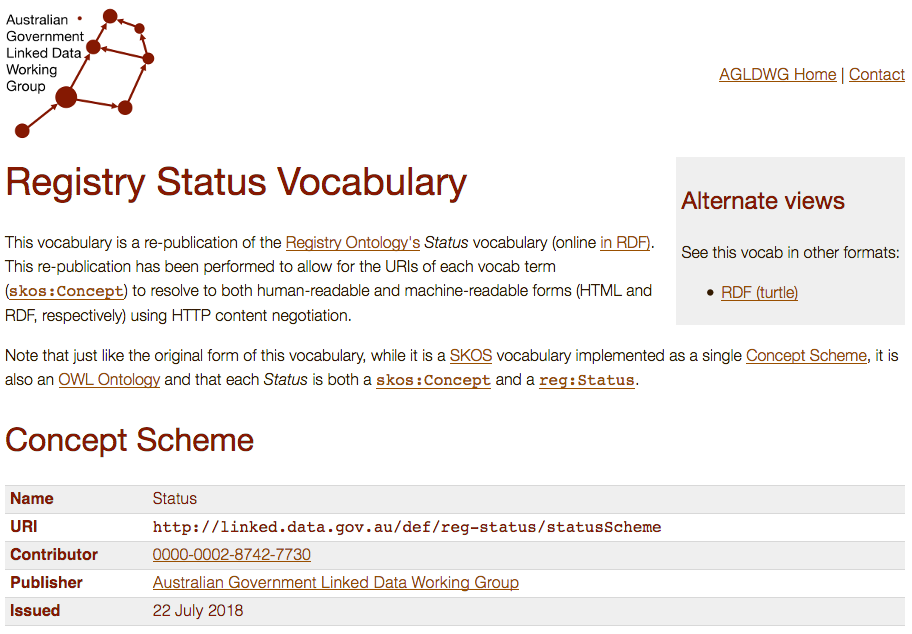 Australian
Government
Linked Data
Working
Group
AGLDWG Home | Contact
Registry Status Vocabulary
This vocabulary is a re-publication of the Registry Ontology's Status vocabulary (online in RDF).
This re-publication has been performed to allow for the URIs of each vocab term
(skos:Concept) to resolve to both human-readable and machine-readable forms (HTML and
RDF, respectively) using HTTP content negotiation.
Alternate views
See this vocab in other formats:
• RDF (turtle)
Note that just like the original form of this vocabulary, while it is a SKOS vocabulary implemented as a single Concept Scheme, it is
also an OWL Ontology and that each Status is both a skos:Concept and a reg:Status.
Concept Scheme
Name Status
URI http://linked.data.gov.au/def/reg-status/statusScheme
Contributor 0000-0002-8742-7730
Publisher Australian Government Linked Data Working Group
Issued 22 July 2018